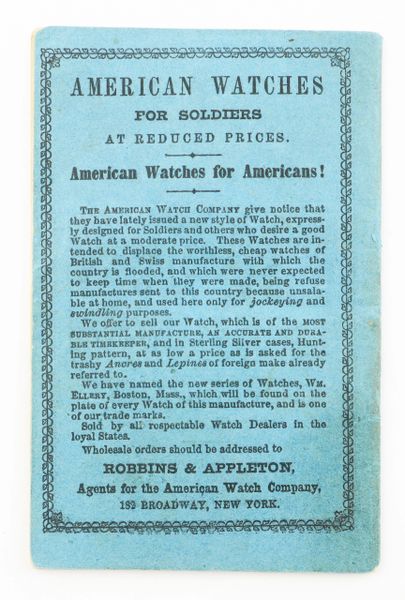 AMERICAN WATCHES
FOR SOLDIERS
AT REDUCED PRICES.
American Watches for Americans!
THE AMERICAN WATCH COMPANY give notice that
they have lately issued a new style of Watch, express-
ly designed for Soldiers and others who desire a good
Watch at a moderate price. These Watches are in-
tended to displace the worthless, cheap watches of
British and Swiss manufacture with which the
country is flooded, and which were never expected
to keep time when they were made, being refuse
manufactures sent to this country because unsala-
ble at home, and used here only for jockeying and
swindling purposes.
We offer to sell our Watch, which is of the MOST
SUBSTANTIAL MANUFACTURE, AN ACCURATE AND DURA-
BLE TIMEKEEPER, and in Sterling Silver cases, Hunt-
ing pattern, at as low a price as is asked for the
trashy Ancres and Lepines of foreign make already
referred to.
We have named the new series of Watches, WM.
ELLERY, Boston, Mass., which will be found on the
plate of every Watch of this manufacture, and is one
of our trade marks.
Sold by all respectable Watch Dealers in the
loyal States.
Wholesale orders should be addressed to
ROBBINS & APPLETON,
Agents for the American Watch Company,
182 BROADWAY, NEW YORK.